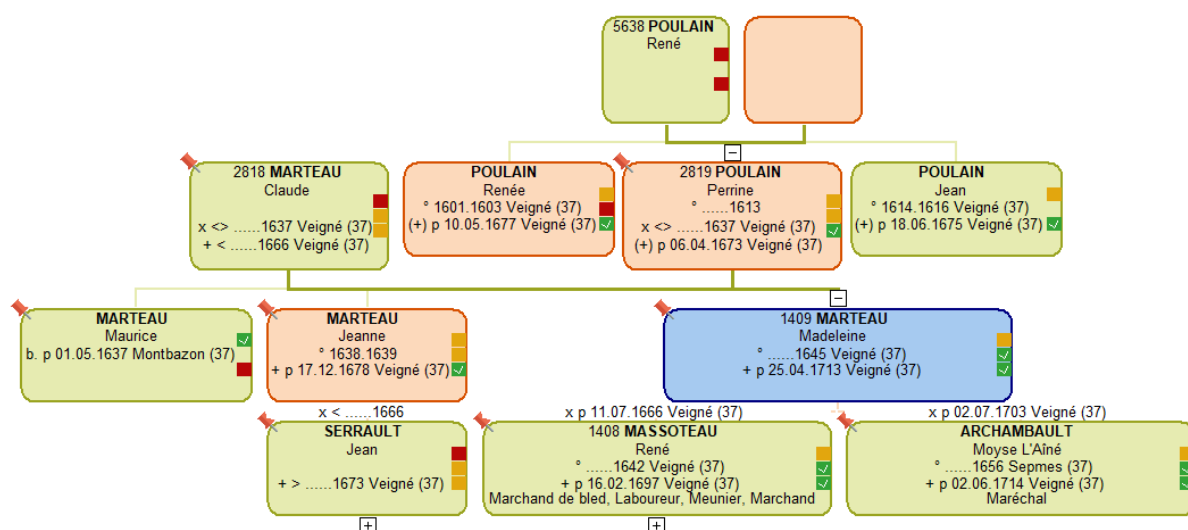 5638 POULAIN
René
2818 MARTEAU
Claude
x <> ......1637 Veigné (37)
+ < ......1666 Veigné (37)
POULAIN
Renée
° 1601.1603 Veigné (37)
(+) p 10.05.1677 Veigné (37)
2819 POULAIN
Perrine
° ......1613
x <> ......1637 Veigné (37)
(+) p 06.04.1673 Veigné (37)
POULAIN
Jean
° 1614.1616 Veigné (37)
(+) p 18.06.1675 Veigné (37)
MARTEAU
Maurice
b. p 01.05.1637 Montbazon (37)
MARTEAU
Jeanne
° 1638.1639
+ p 17.12.1678 Veigné (37)
1409 MARTEAU
Madeleine
° ......1645 Veigné (37)
+ p 25.04.1713 Veigné (37)
x < ......1666
x p 11.07.1666 Veigné (37)
x p 02.07.1703 Veigné (37)
SERRAULT
Jean
+ > ......1673 Veigné (37)
1408 MASSOTEAU
René
° ......1642 Veigné (37)
+ p 16.02.1697 Veigné (37)
Marchand de bled, Laboureur, Meunier, Marchand
ARCHAMBAULT
Moyse L'Aîné
° ......1656 Sepmes (37)
+ p 02.06.1714 Veigné (37)
Maréchal